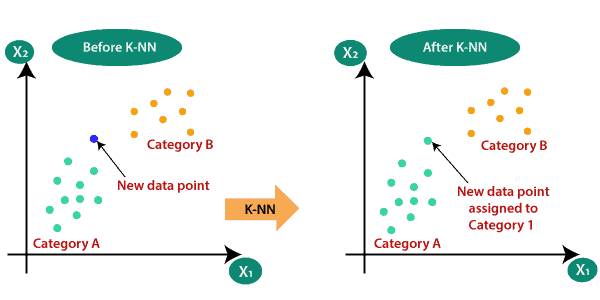 Before K-NN
X₂
Category B
New data point
Category A
X₁
K-NN
After K-NN
X₂
Category B
New data point
assigned to
Category 1
Category A
X₁